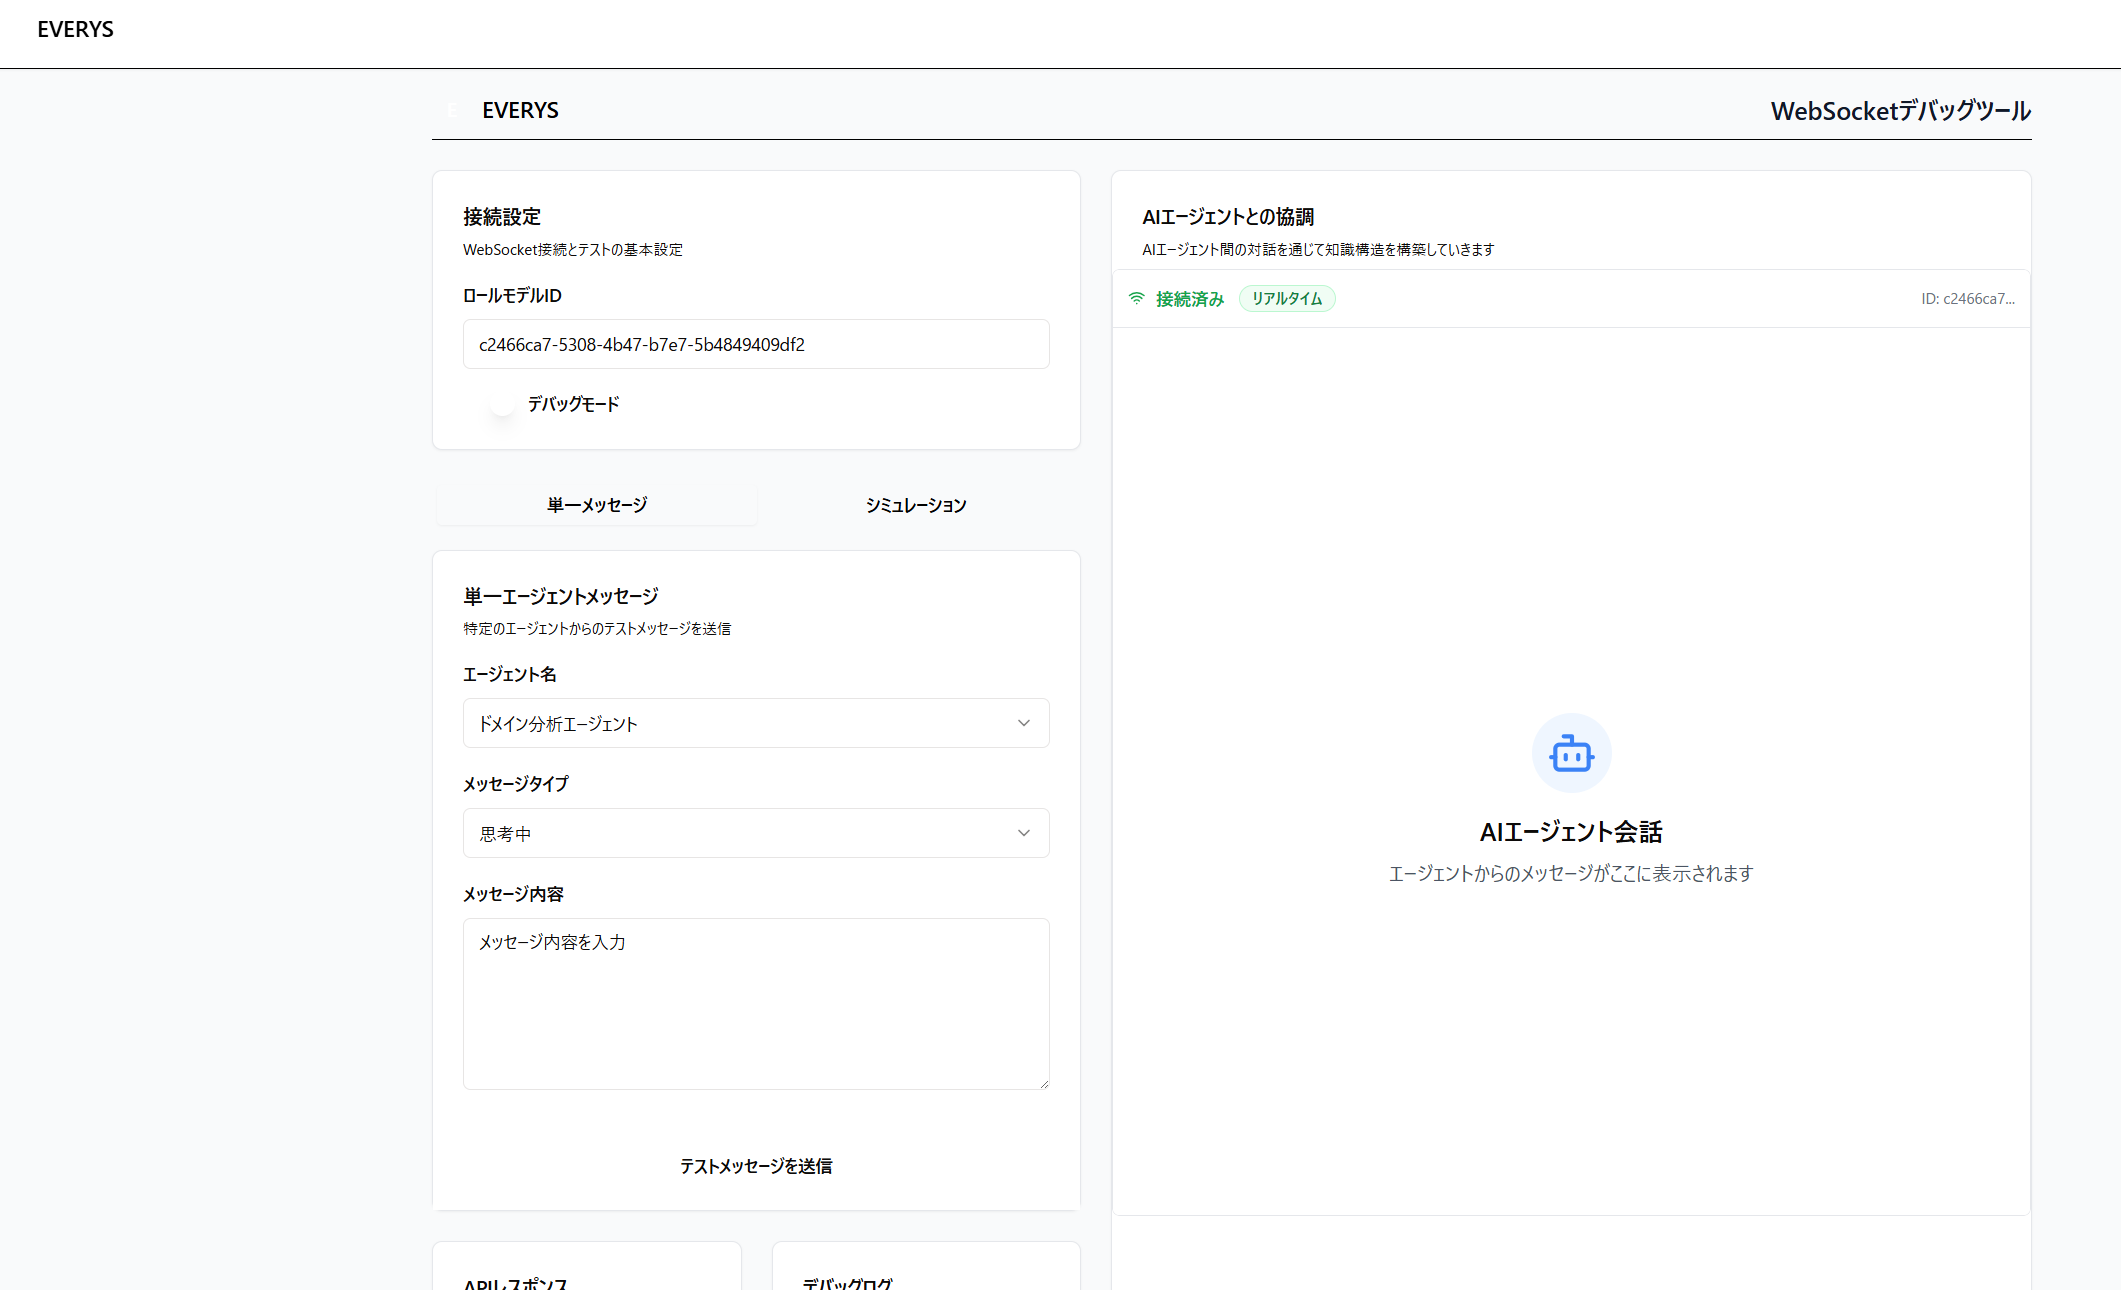 EVERYS
E
EVERYS
WebSocketデバッグツール
接続設定
WebSocket接続とテストの基本設定
ロールモデルID
c2466ca7-5308-4b47-b7e7-5b4849409df2
デバッグモード
単一メッセージ
シミュレーション
単一エージェントメッセージ
特定のエージェントからのテストメッセージを送信
エージェント名
ドメイン分析エージェント
メッセージタイプ
思考中
メッセージ内容
メッセージ内容を入力
テストメッセージを送信
APIレスポンス
デバッグログ
AIエージェントとの協調
AIエージェント間の対話を通じて知識構造を構築していきます
接続済み
リアルタイム
ID: c2466ca7...
AIエージェント会話
エージェントからのメッセージがここに表示されます